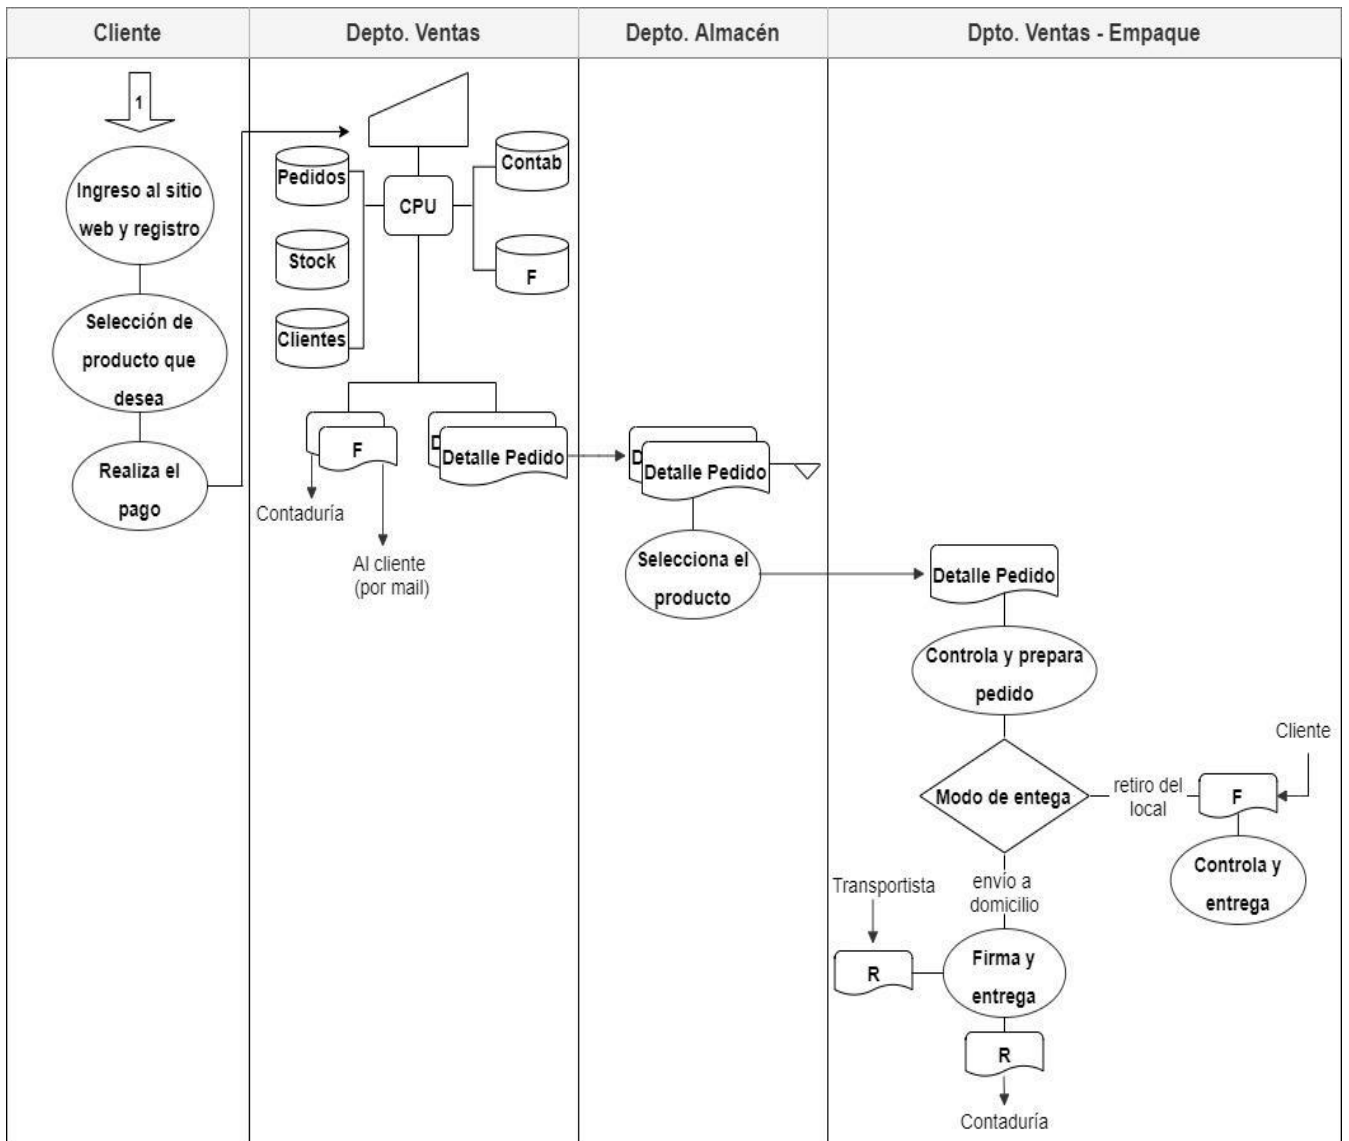 Cliente
Depto. Ventas
Depto. Almacén
Dpto. Ventas - Empaque
1
Ingreso al sitio
web y registro
Selección de
producto que
desea
Realiza el
pago
Pedidos
Stock
Clientes
CPU
Contab
F
F
D
Detalle Pedido
Contaduría
Al cliente
(por mail)
D
Detalle Pedido
Selecciona el
producto
Detalle Pedido
Controla y prepara
pedido
Modo de entega
retiro del
local
Cliente
F
Controla y
entrega
envío a
domicilio
Transportista
R
Firma y
entrega
R
Contaduría